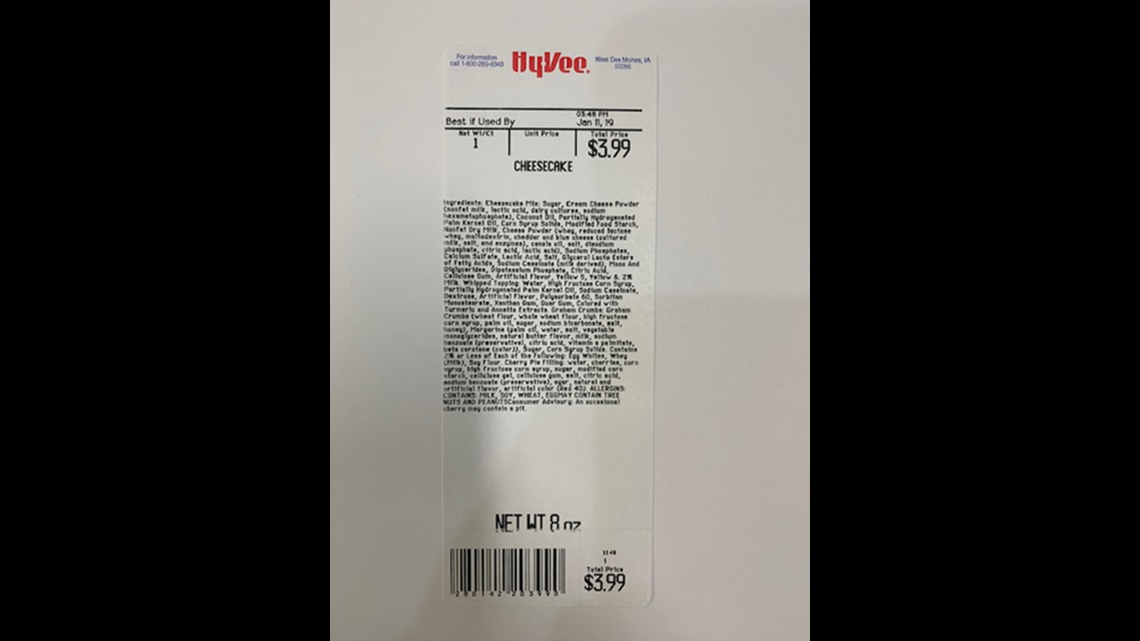 For information
call 1-800-289-8343
HyVee.
West Des Moines, IA
50266
03:48 PM
Best if Used By Jan 11, 19
Net Wt/Ct Unit Price Total Price
1 $3.99
CHEESECAKE
Ingredients: Cheesecake Mix: Sugar, Cream Cheese Powder
(nonfat milk, lactic acid, dairy cultures, sodium
hexametaphosphate), Coconut Oil, Partially Hydrogenated
Palm Kernel Oil, Corn Syrup Solids, Modified Food Starch,
Nonfat Dry Milk, Cheese Powder (whey, reduced lactose
whey, maltodextrin, cheddar and blue cheese (cultured
milk, salt, and enzymes), canola oil, salt, disodium
phosphate, citric acid, lactic acid), Sodium Phosphates,
Calcium Sulfate, Lactic Acid, Salt, Glycerol Lacto Esters
of Fatty Acids, Sodium Caseinate (milk derived), Mono And
Diglycerides, Dipotassium Phosphate, Citric Acid,
Cellulose Gum, Artificial Flavor, Yellow 5, Yellow 6. 2%
Milk. Whipped Topping: Water, High Fructose Corn Syrup,
Partially Hydrogenated Palm Kernel Oil, Sodium Caseinate,
Dextrose, Artificial Flavor, Polysorbate 60, Sorbitan
Monostearate, Xanthan Gum, Guar Gum, Colored with
Turmeric and Annatto Extracts. Graham Crumbs: Graham
Crumbs (wheat flour, whole wheat flour, high fructose
corn syrup, palm oil, sugar, sodium bicarbonate, salt,
honey), Margarine (palm oil, water, salt, vegetable
monoglycerides, natural butter flavor, milk, sodium
benzoate (preservative), citric acid, vitamin a palmitate,
beta carotene (color)), Sugar, Corn Syrup Solids. Contains
2% or Less of Each of the Following: Egg Whites, Whey
(Milk), Soy Flour. Cherry Pie Filling: water, cherries, corn
syrup, high fructose corn syrup, sugar, modified corn
starch, cellulose gel, cellulose gum, salt, citric acid,
sodium benzoate (preservative), agar, natural and
artificial flavor, artificial color (Red 40). ALLERGINS:
CONTAINS: MILK, SOY, WHEAT, EGGMAY CONTAIN TREE
NUTS AND PEANUTSConsumer Advisory: An occasional
cherry may contain a pit.
NET WT 8 oz
1148
1
Total Price
$3.99